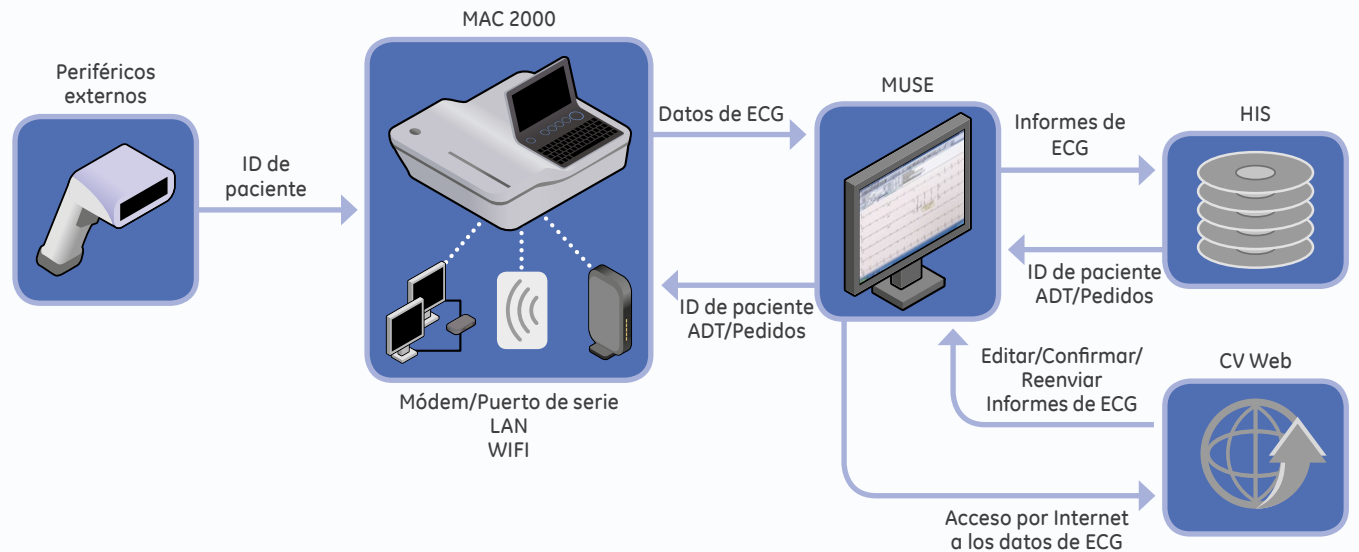 MAC 2000
Periféricos
externos
ID de
paciente
Datos de ECG
MUSE
Informes de
ECG
HIS
ID de paciente
ADT/Pedidos
ID de paciente
ADT/Pedidos
Módem/Puerto de serie
LAN
WIFI
Editar/Confirmar/
Reenviar
Informes de ECG
CV Web
Acceso por Internet
a los datos de ECG